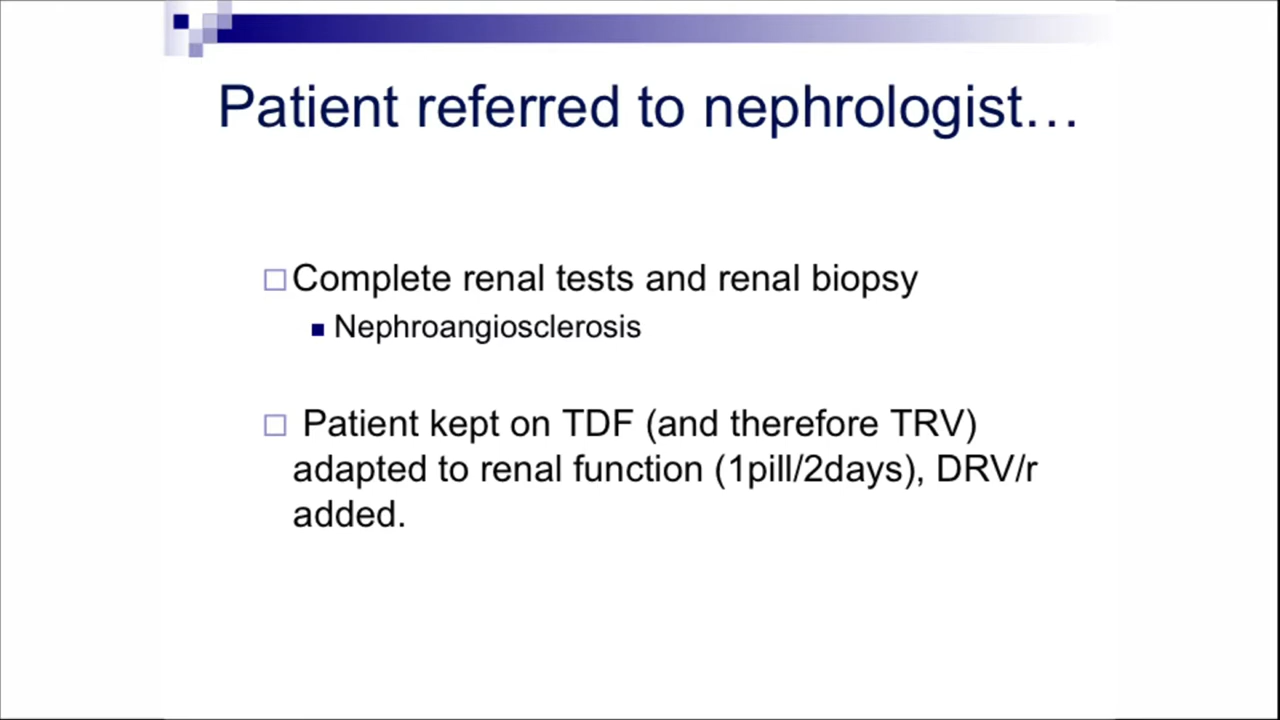 Patient referred to nephrologist…
Complete renal tests and renal biopsy
Nephroangiosclerosis
Patient kept on TDF (and therefore TRV)
adapted to renal function (1pill/2days), DRV/r
added.